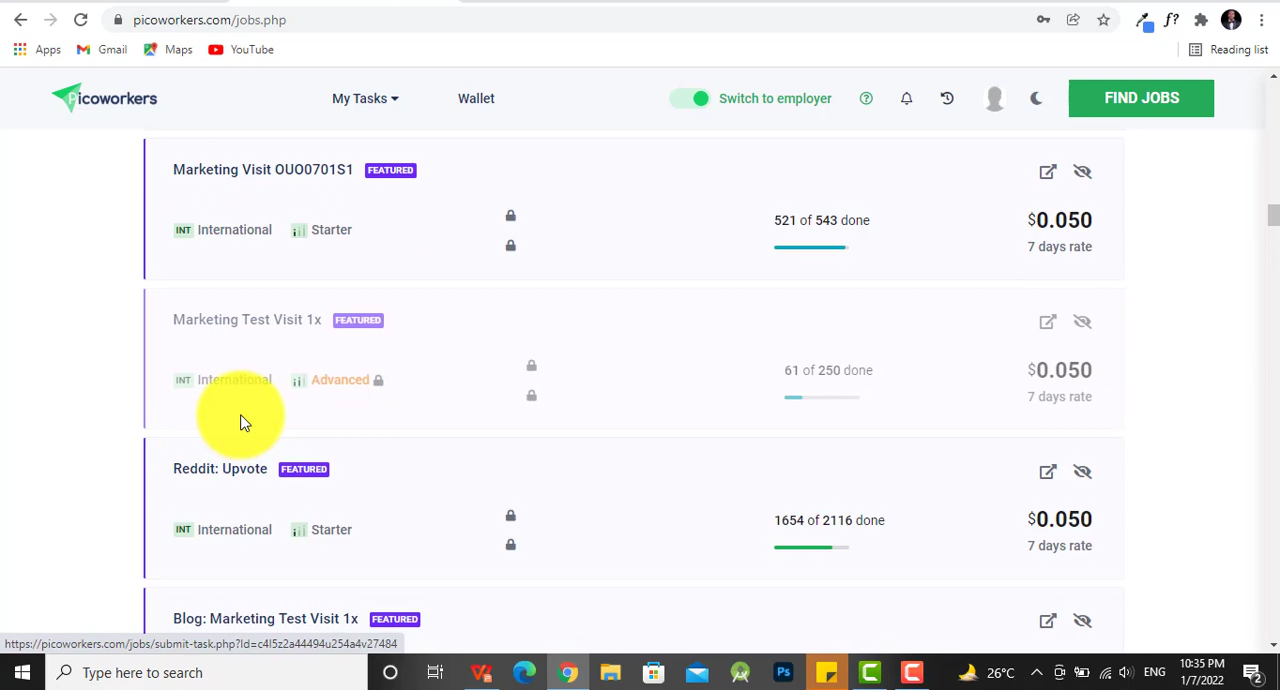 picoworkers.com/jobs.php
f?
Apps Gmail Maps YouTube Reading list
Picoworkers My Tasks Wallet Switch to employer FIND JOBS
Marketing Visit OUO0701S1 FEATURED
521 of 543 done $0.050
INT International Starter 7 days rate
Marketing Test Visit 1x FEATURED
61 of 250 done $0.050
INT International Advanced 7 days rate
Reddit: Upvote FEATURED
1654 of 2116 done $0.050
INT International Starter 7 days rate
Blog: Marketing Test Visit 1x FEATURED
https://picoworkers.com/jobs/submit-task.php?Id=c4l5z2a44494u254a4v27484
Type here to search Ps 26°C ENG 10:35 PM
1/7/2022 2